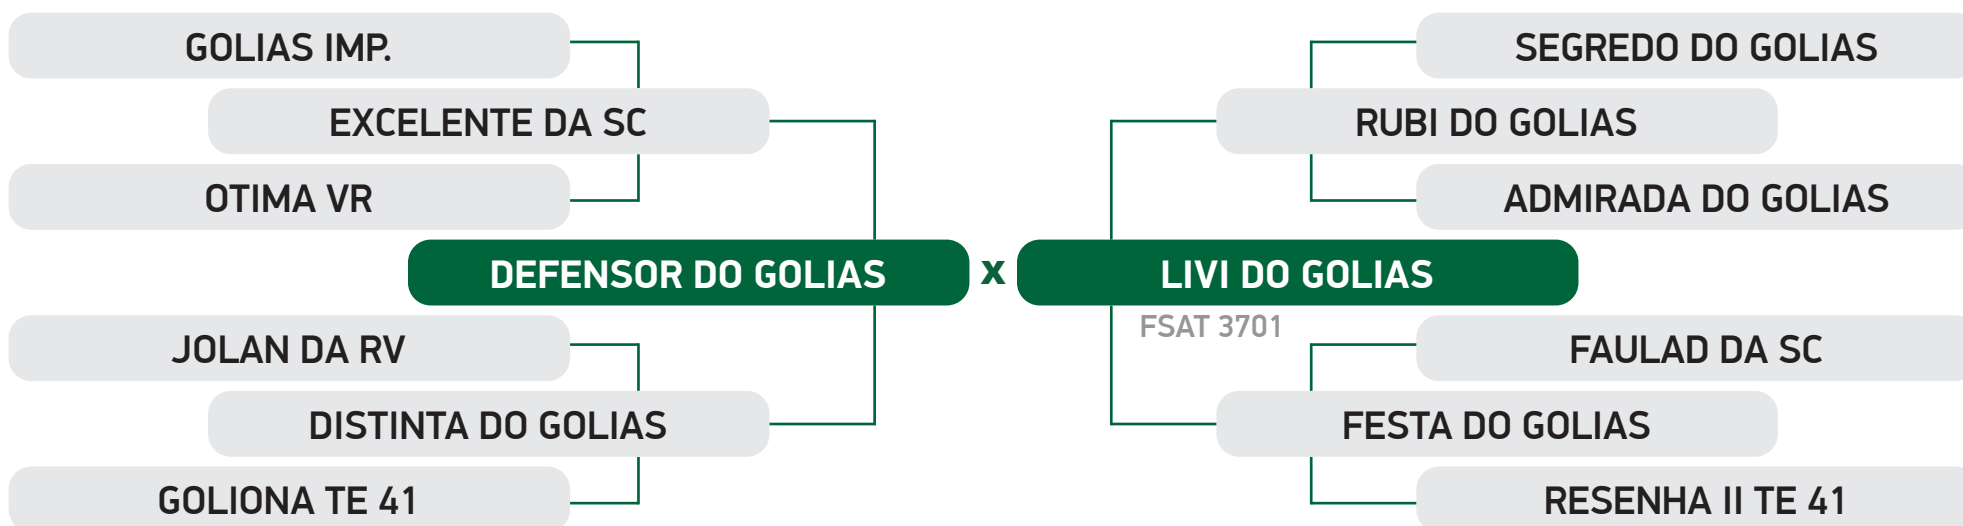 GOLIAS IMP.
SEGREDO DO GOLIAS
EXCELENTE DA SC
RUBI DO GOLIAS
OTIMA VR
ADMIRADA DO GOLIAS
DEFENSOR DO GOLIAS x LIVI DO GOLIAS
FSAT 3701
JOLAN DA RV
FAULAD DA SC
DISTINTA DO GOLIAS
FESTA DO GOLIAS
GOLIONA TE 41
RESENHA II TE 41